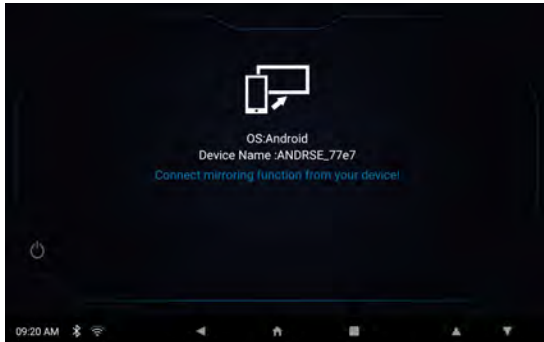 OS:Android
Device Name :ANDRSE_77e7
Connect mirroring function from your device!
09:20 AM